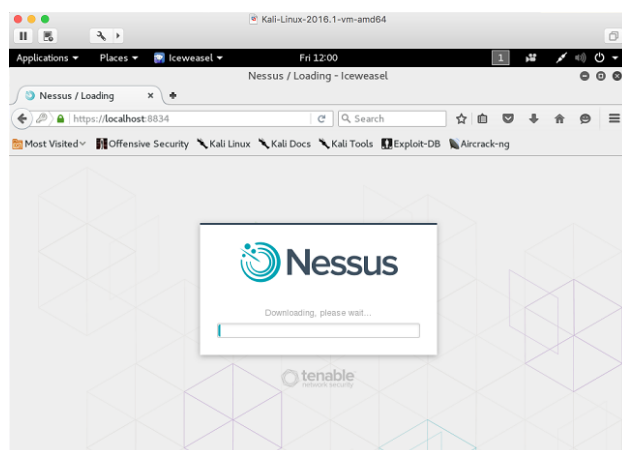 Kali-Linux-2016.1-vm-amd64
Applications Places Iceweasel Fri 12:00 1
Nessus / Loading - Iceweasel
Nessus / Loading
https://localhost:8834 Search
Most Visited Offensive Security Kali Linux Kali Docs Kali Tools Exploit-DB Aircrack-ng
Nessus
Downloading, please wait...
tenable
network security